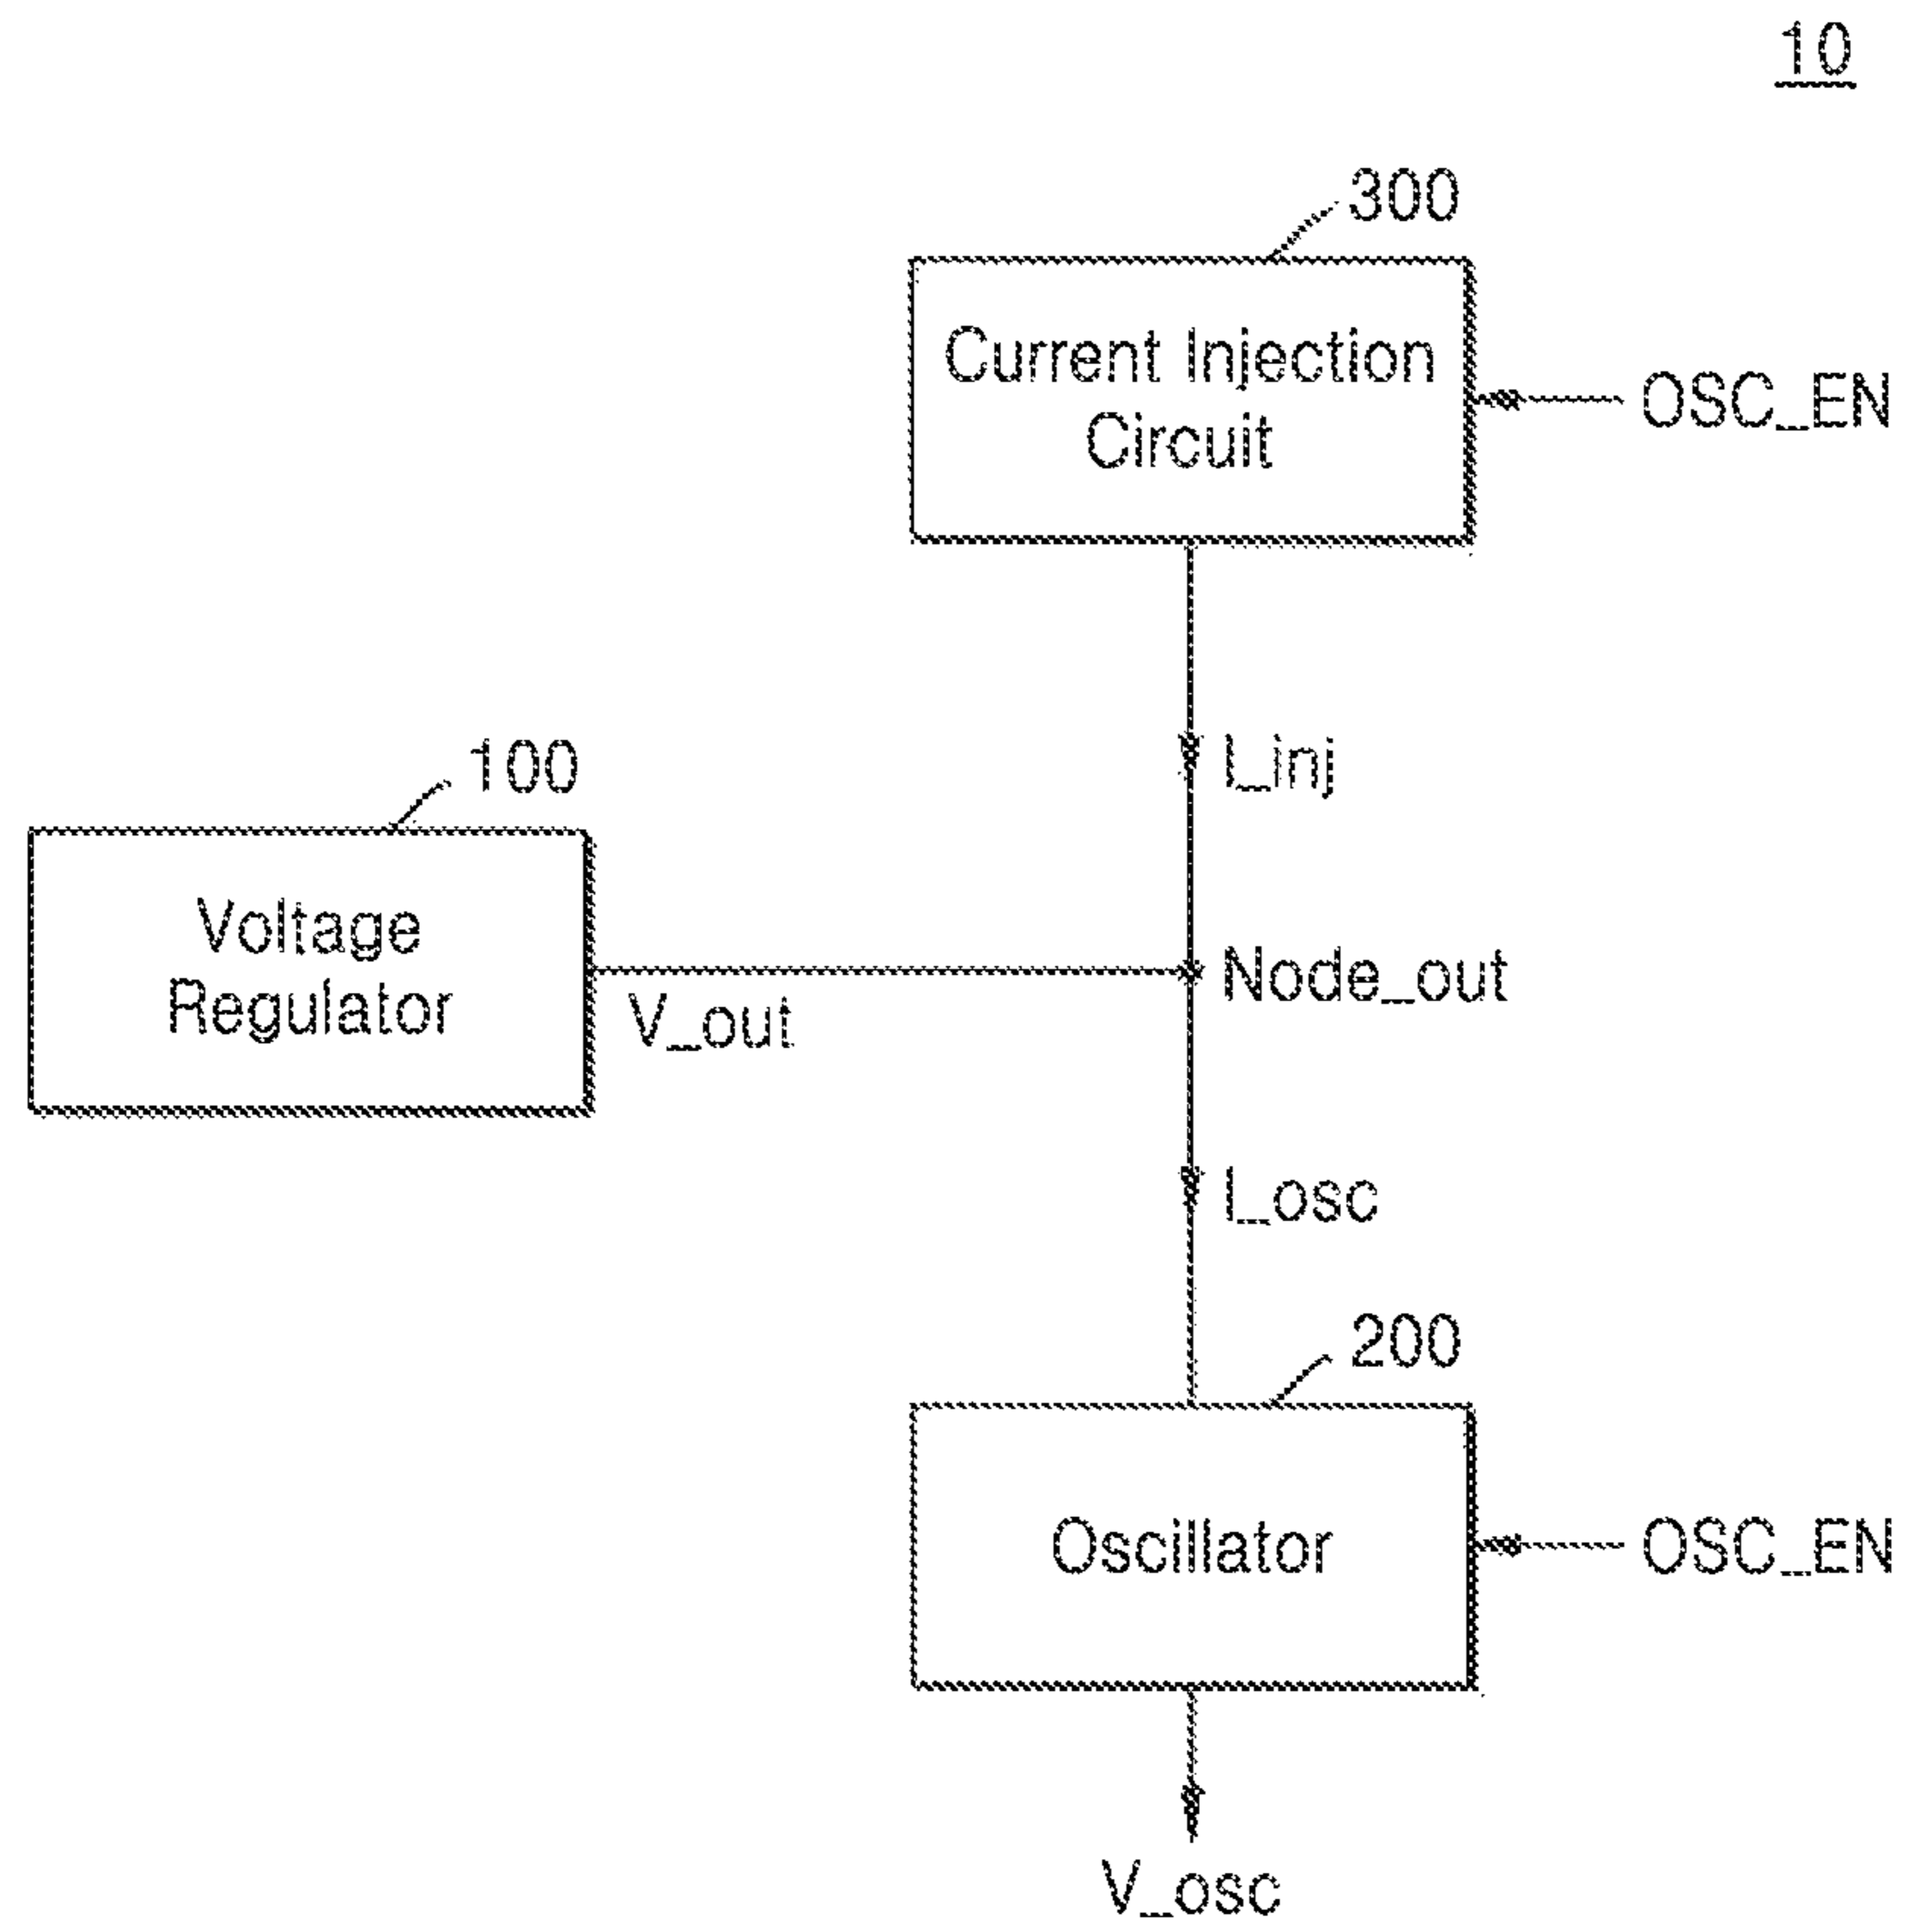 10
300
Current Injection
Circuit
OSC_EN
I_inj
100
Voltage
Regulator
V_out
Node_out
I_osc
200
Oscillator
OSC_EN
V_osc